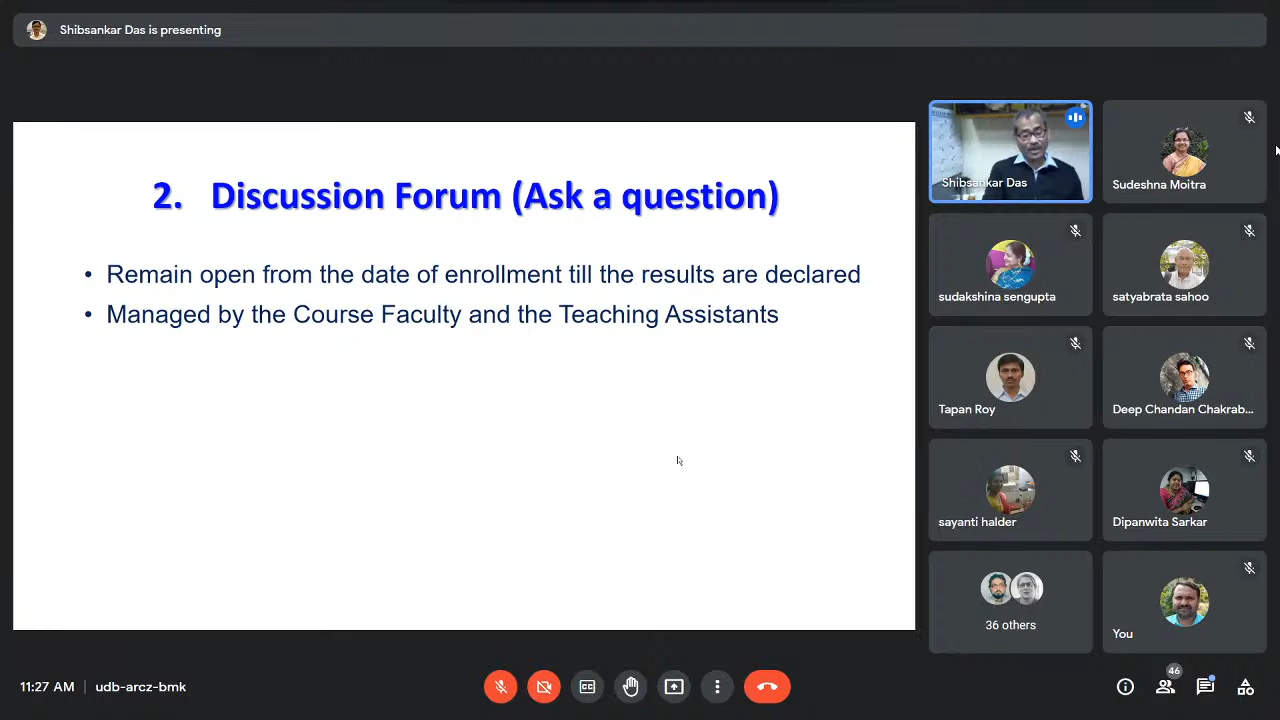 Shibsankar Das is presenting
2. Discussion Forum (Ask a question)
• Remain open from the date of enrollment till the results are declared
• Managed by the Course Faculty and the Teaching Assistants
Shibsankar Das
Sudeshna Moitra
sudakshina sengupta
satyabrata sahoo
Tapan Roy
Deep Chandan Chakrab...
sayanti halder
Dipanwita Sarkar
36 others
You
11:27 AM | udb-arcz-bmk
CC
46